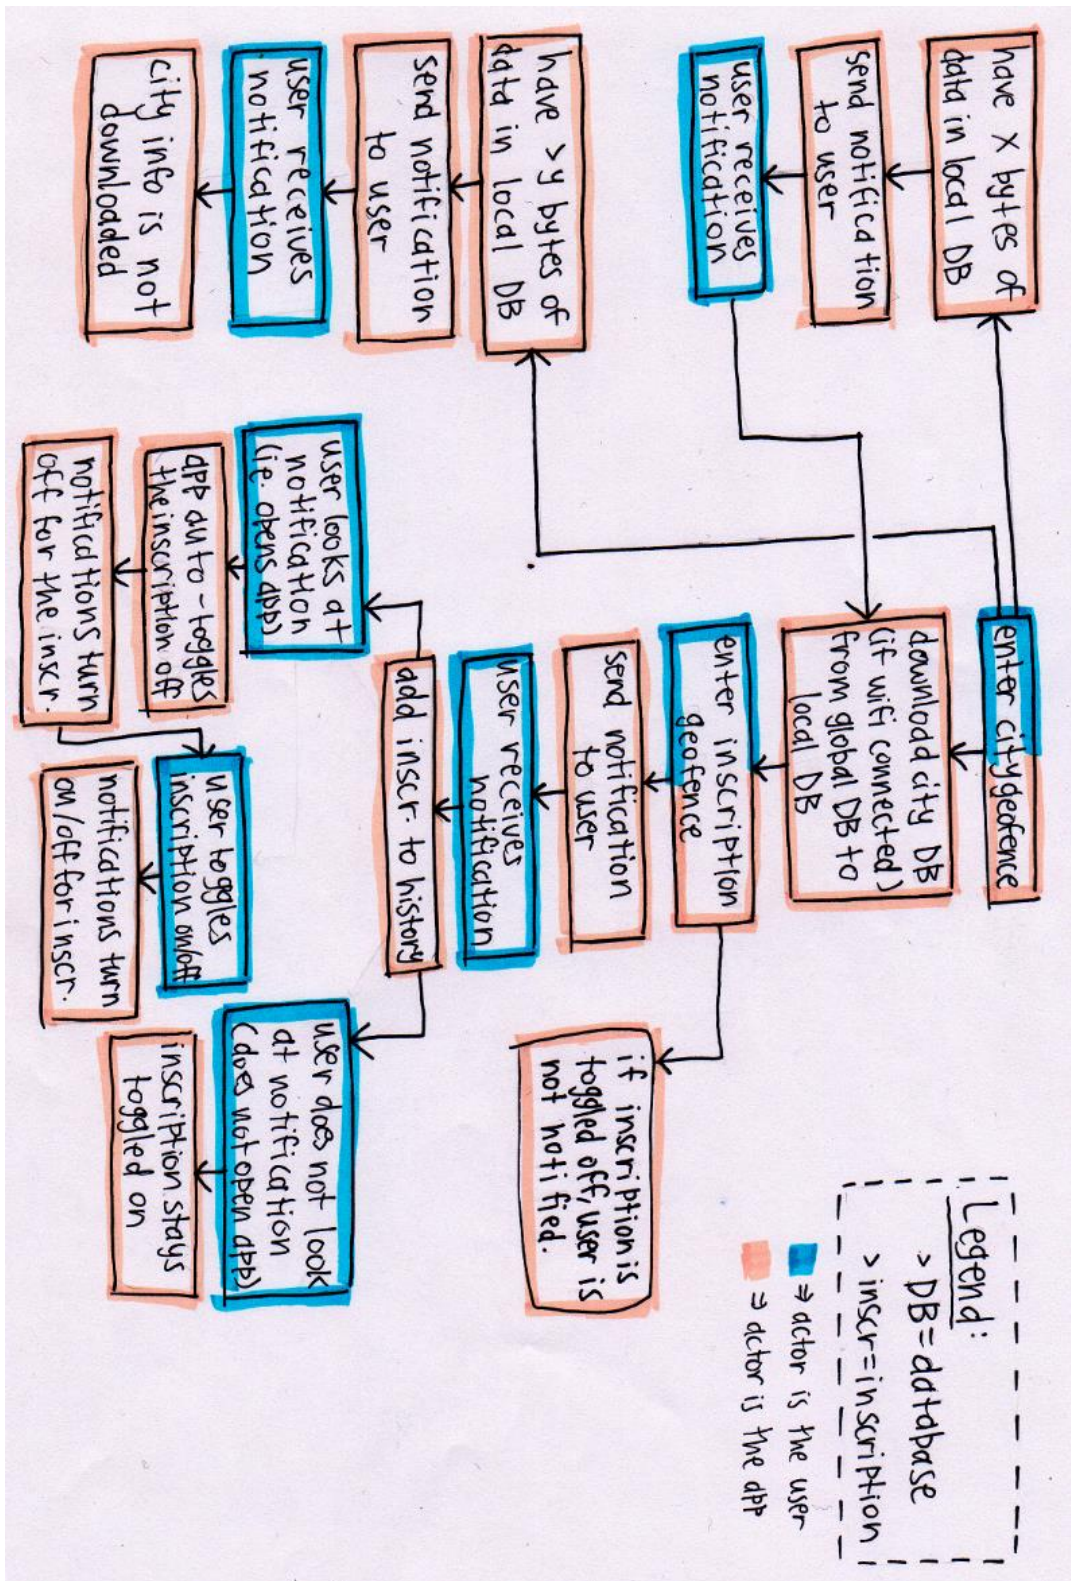 enter city geofence
have X bytes of
data in local DB
send notification
to user
user receives
notification
have >y bytes of
data in local DB
send notification
to user
user receives
notification
city info is not
downloaded
download city DB
(if wifi connected)
from global DB to
local DB
enter inscription
geofence
if inscription is
toggled off, user is
not notified.
send notification
to user
user receives
notification
add inscr. to history
user looks at
notification
(i.e. opens app)
app auto-toggles
the inscription off
notifications turn
off for the inscr.
user toggles
inscription on/off
notifications turn
on/off for inscr.
user does not look
at notification
(does not open app)
inscription stays
toggled on
Legend:
> DB = database
> inscr = inscription
⇒ actor is the user
⇒ actor is the app